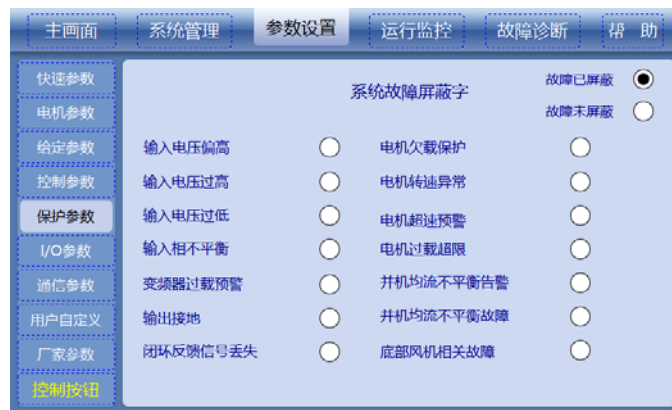 主画面 系统管理 参数设置 运行监控 故障诊断 帮 助
快速参数
电机参数
给定参数
控制参数
保护参数
I/O参数
通信参数
用户自定义
厂家参数
控制按钮
系统故障屏蔽字
故障已屏蔽
故障未屏蔽
输入电压偏高 电机欠载保护
输入电压过高 电机转速异常
输入电压过低 电机超速预警
输入相不平衡 电机过载超限
变频器过载预警 并机均流不平衡告警
输出接地 并机均流不平衡故障
闭环反馈信号丢失 底部风机相关故障